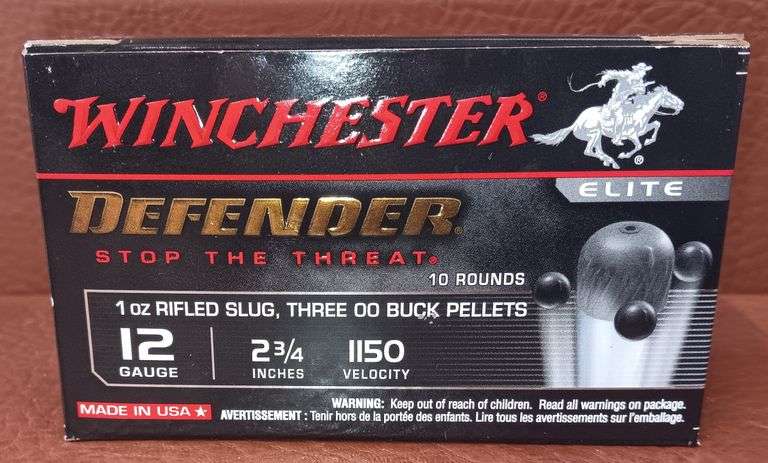 WINCHESTER®
®
ELITE
DEFENDER®
STOP THE THREAT®
10 ROUNDS
1 oz RIFLED SLUG, THREE 00 BUCK PELLETS
12 GAUGE
2 3/4 INCHES
1150 VELOCITY
MADE IN USA ★
WARNING: Keep out of reach of children. Read all warnings on package.
AVERTISSEMENT : Tenir hors de la portée des enfants. Lire tous les avertissements sur l'emballage.